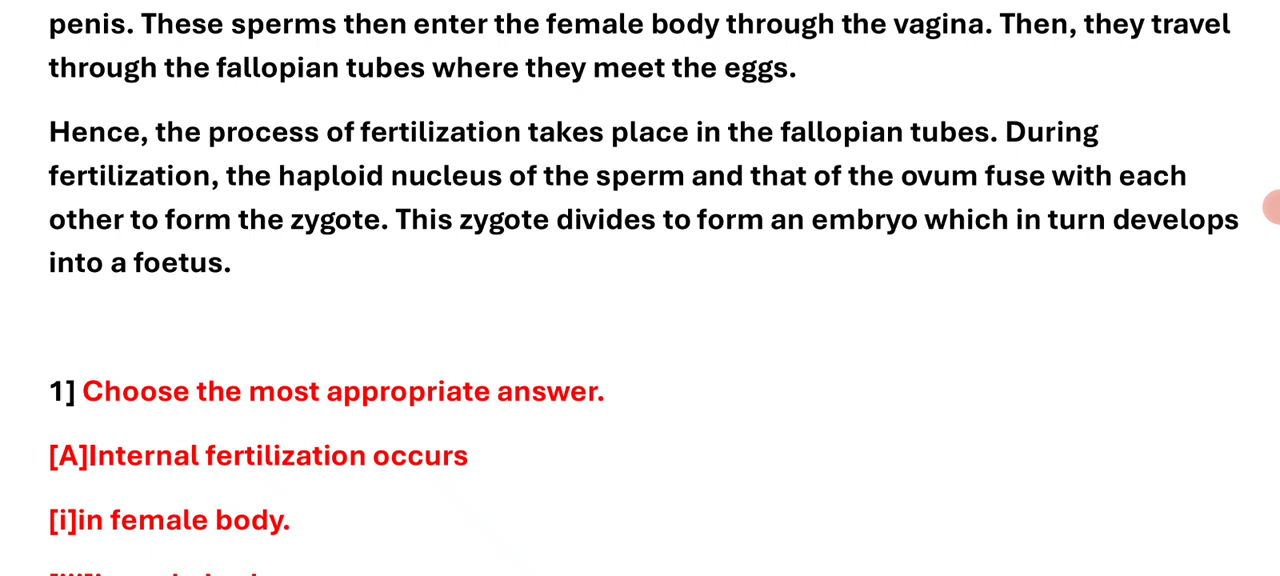 penis. These sperms then enter the female body through the vagina. Then, they travel
through the fallopian tubes where they meet the eggs.
Hence, the process of fertilization takes place in the fallopian tubes. During
fertilization, the haploid nucleus of the sperm and that of the ovum fuse with each
other to form the zygote. This zygote divides to form an embryo which in turn develops
into a foetus.
1] Choose the most appropriate answer.
[A]Internal fertilization occurs
[i]in female body.